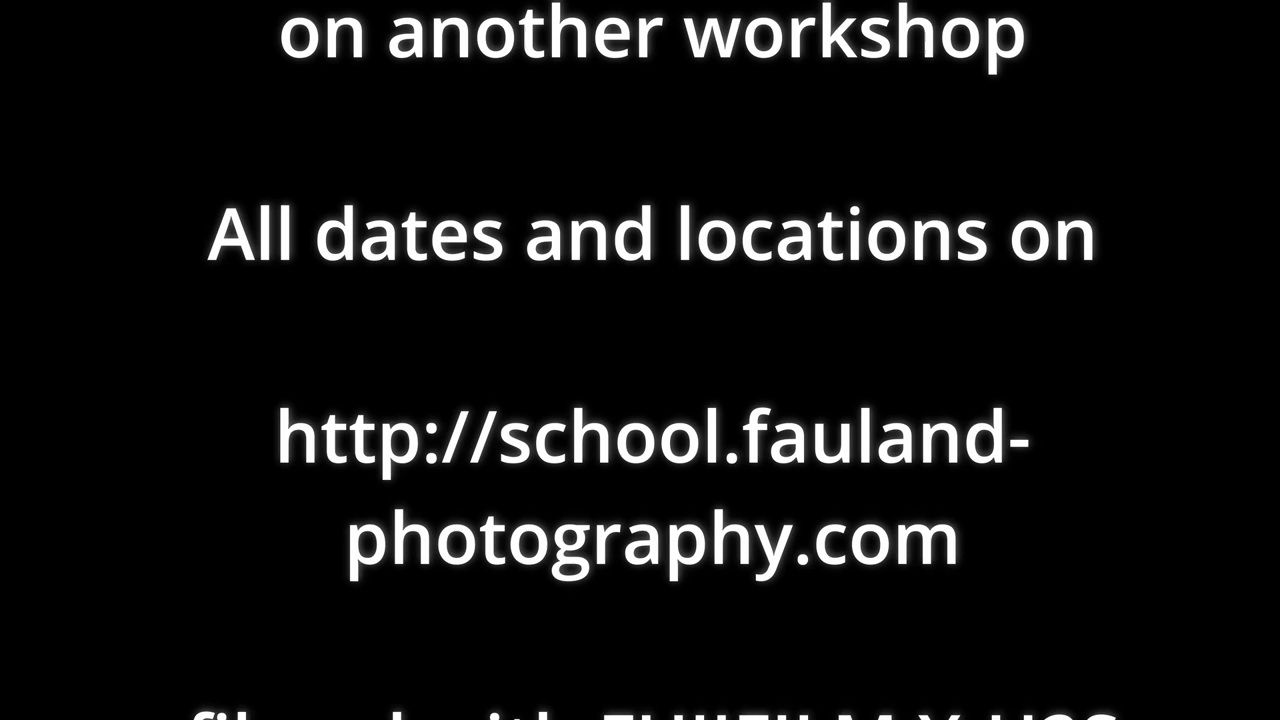 on another workshop
All dates and locations on
http://school.fauland-
photography.com